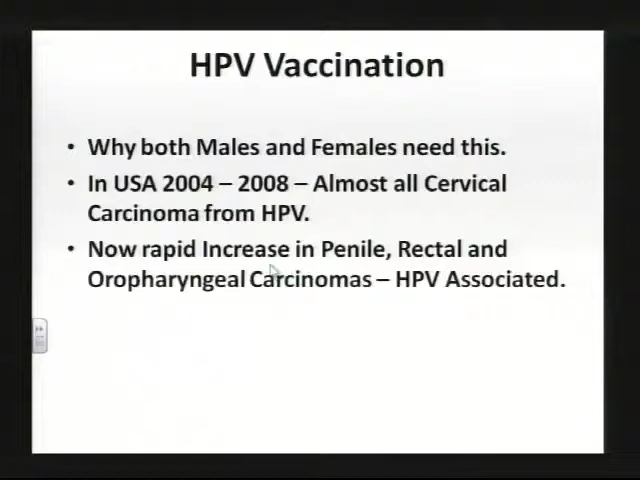 HPV Vaccination
• Why both Males and Females need this.
• In USA 2004 – 2008 – Almost all Cervical
Carcinoma from HPV.
• Now rapid Increase in Penile, Rectal and
Oropharyngeal Carcinomas – HPV Associated.